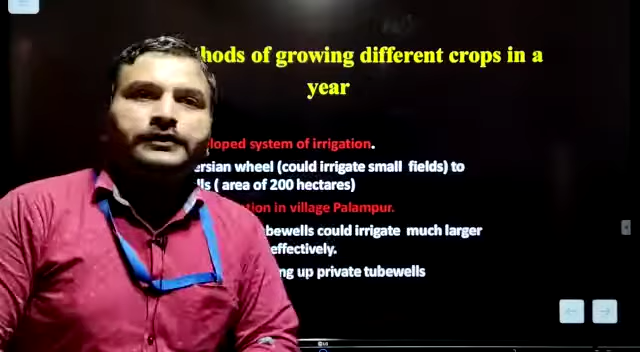 hods of growing different crops in a
year
loped system of irrigation.
ersian wheel (could irrigate small fields) to
lls ( area of 200 hectares)
tion in village Palampur.
bewells could irrigate much larger
effectively.
ng up private tubewells